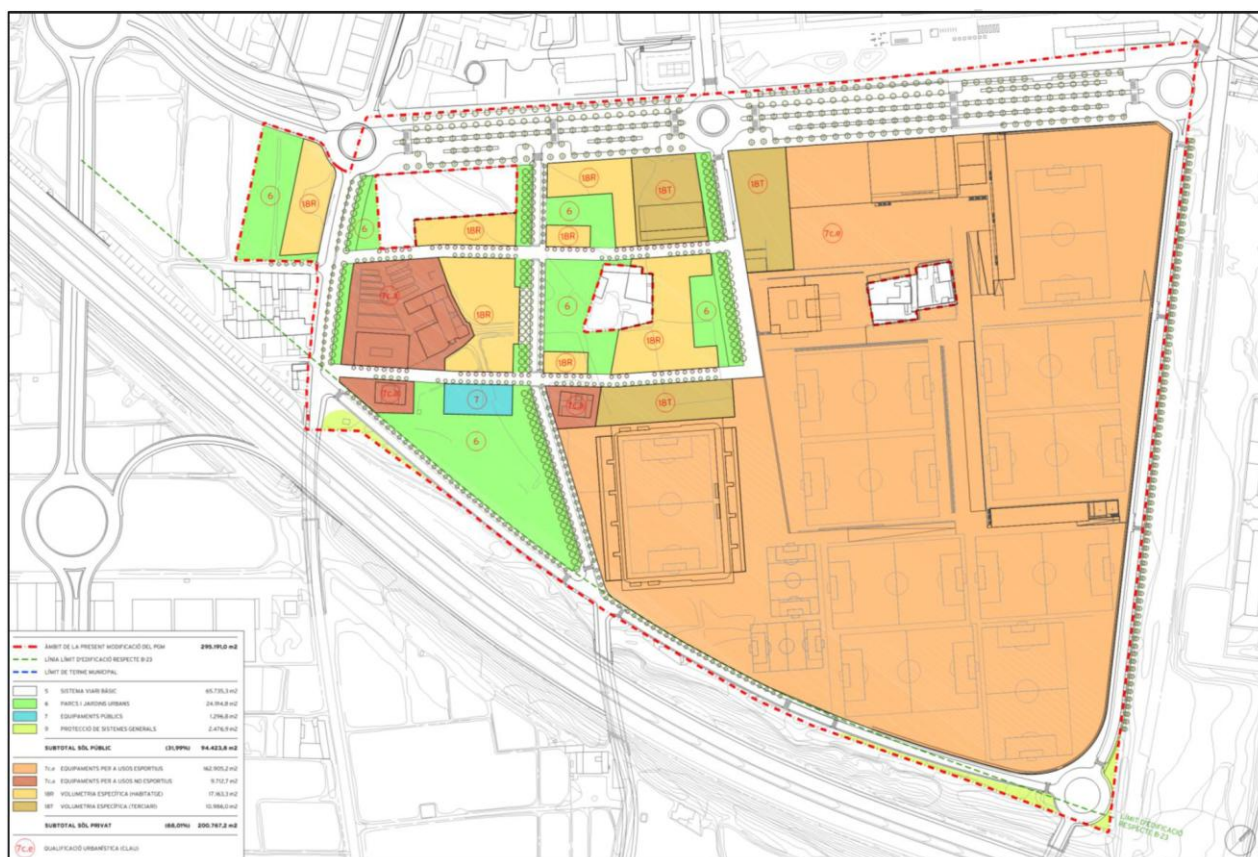 18R
18T
6
18R
18T
6
18R
6
18R
7c.e
7c.e
6
6
18R
18R
18R
7
18T
6
LÍMIT D'EDIFICACIÓ
RESPECTE B-23
ÀMBIT DE LA PRESENT MODIFICACIÓ DEL PGM 295.191,0 m2
LÍNIA LÍMIT D'EDIFICACIÓ RESPECTE B-23
LÍMIT DE TERME MUNICIPAL
5 SISTEMA VIARI BÀSIC 65.735,3 m2
6 PARCS I JARDINS URBANS 24.914,8 m2
7 EQUIPAMENTS PÚBLICS 1.296,8 m2
9 PROTECCIÓ DE SISTEMES GENERALS 2.476,9 m2
SUBTOTAL SÒL PÚBLIC (31,99%) 94.423,8 m2
7c.e EQUIPAMENTS PER A USOS ESPORTIUS 162.905,2 m2
7c.e EQUIPAMENTS PER A USOS NO ESPORTIUS 9.712,7 m2
18R VOLUMETRIA ESPECÍFICA (HABITATGE) 17.163,3 m2
18T VOLUMETRIA ESPECÍFICA (TERCIARI) 10.986,0 m2
SUBTOTAL SÒL PRIVAT (68,01%) 200.767,2 m2
7c.e QUALIFICACIÓ URBANÍSTICA (CLAU)